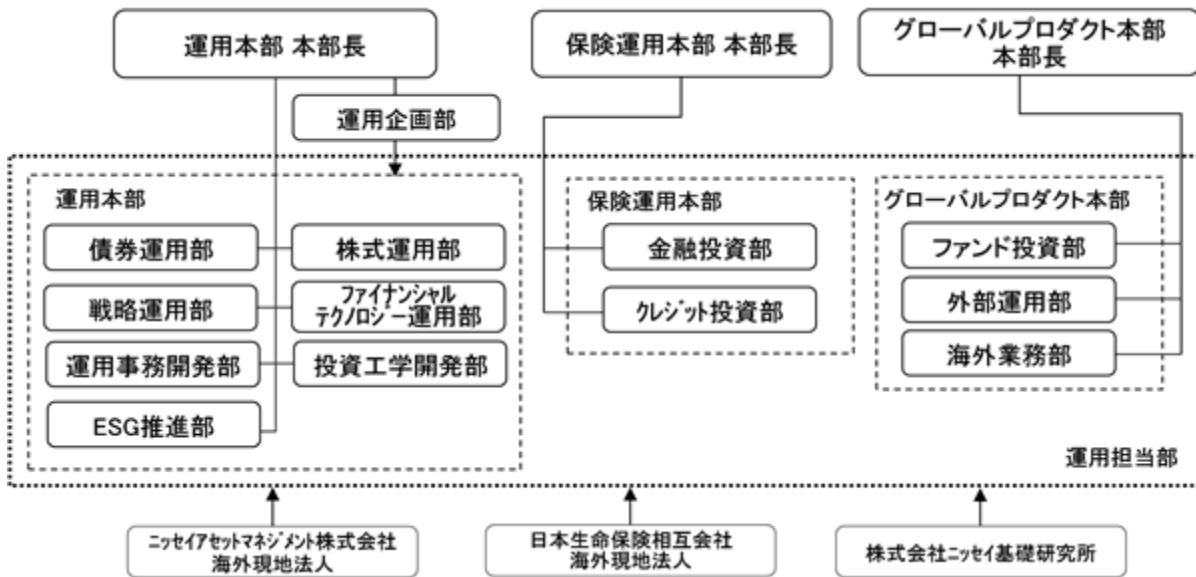 運用本部 本部長
保険運用本部 本部長
グローバルプロダクト本部
本部長
運用企画部
運用本部
債券運用部
株式運用部
戦略運用部
ファイナンシャル
テクノロジー運用部
運用事務開発部
投資工学開発部
ESG推進部
保険運用本部
金融投資部
クレジット投資部
グローバルプロダクト本部
ファンド投資部
外部運用部
海外業務部
運用担当部
ニッセイアセットマネジメント株式会社
海外現地法人
日本生命保険相互会社
海外現地法人
株式会社ニッセイ基礎研究所